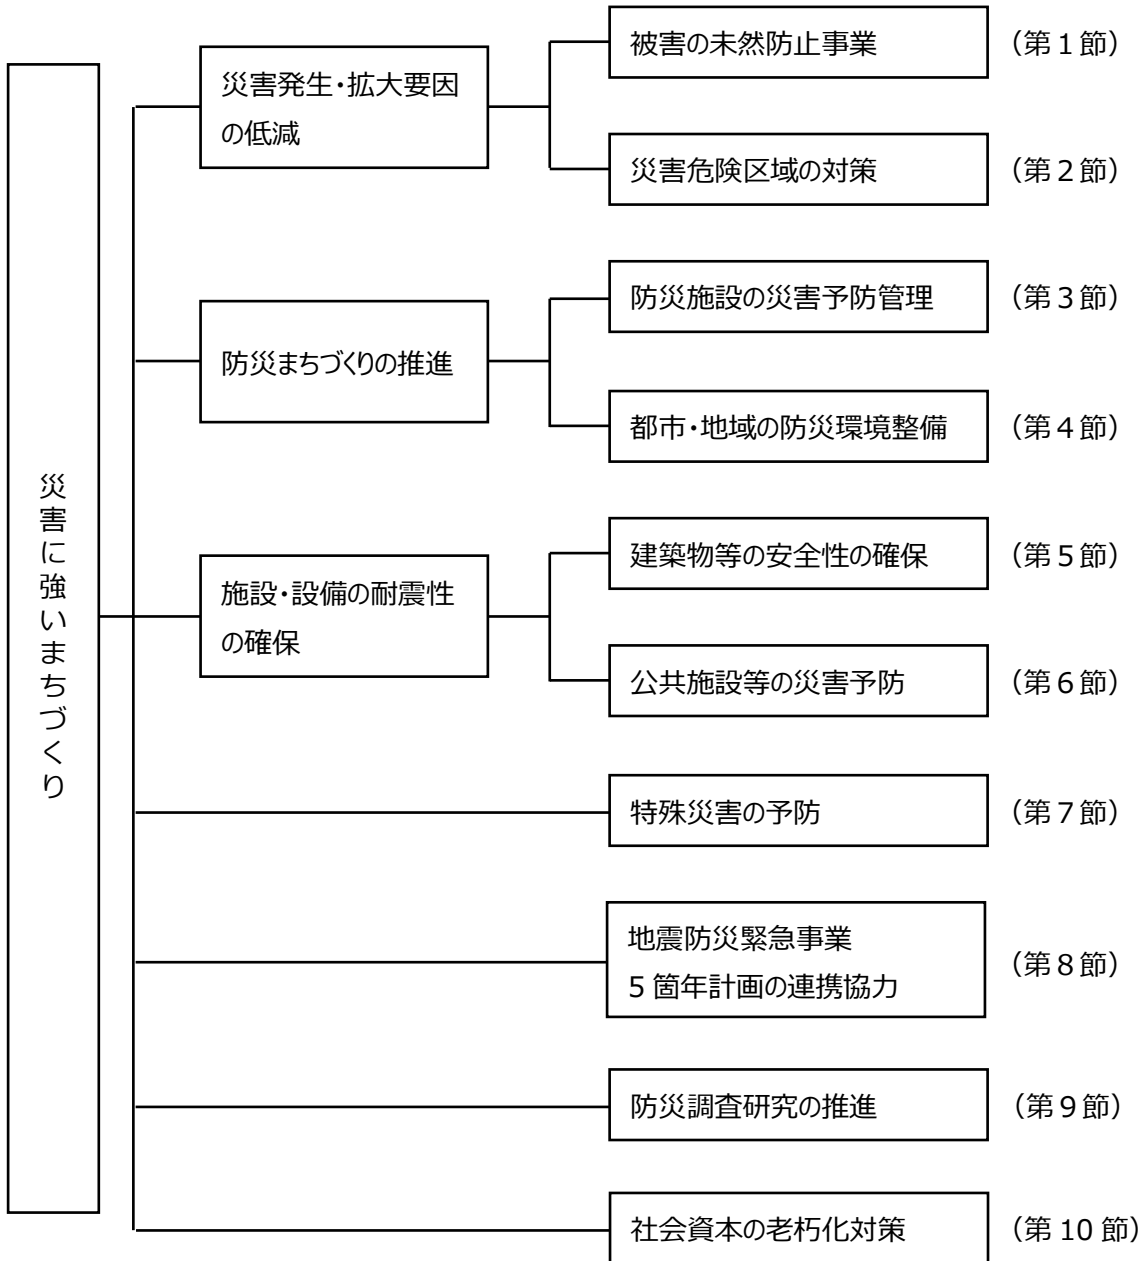 災害に強いまちづくり
災害発生・拡大要因
の低減
被害の未然防止事業
（第１節）
災害危険区域の対策
（第２節）
防災まちづくりの推進
防災施設の災害予防管理
（第３節）
都市・地域の防災環境整備
（第４節）
施設・設備の耐震性
の確保
建築物等の安全性の確保
（第５節）
公共施設等の災害予防
（第６節）
特殊災害の予防
（第７節）
地震防災緊急事業
５箇年計画の連携協力
（第８節）
防災調査研究の推進
（第９節）
社会資本の老朽化対策
（第 10 節）